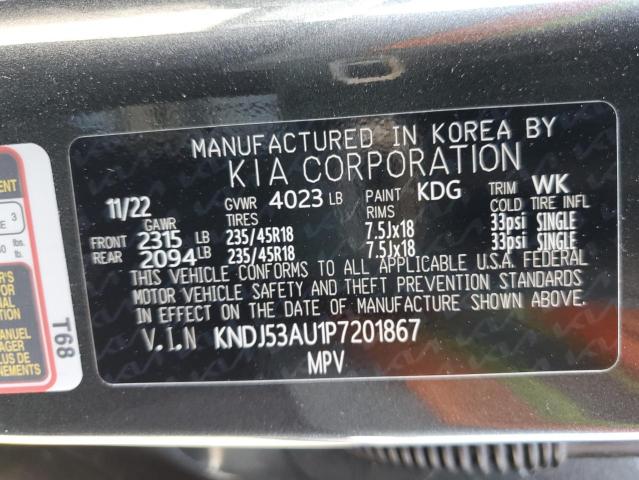 MANUFACTURED IN KOREA BY
KIA CORPORATION
11/22 GVWR 4023 LB PAINT KDG TRIM WK
GAWR TIRES RIMS COLD TIRE INFL
FRONT 2315 LB 235/45R18 7.5Jx18 33psi SINGLE
REAR 2094 LB 235/45R18 7.5Jx18 33psi SINGLE
THIS VEHICLE CONFORMS TO ALL APPLICABLE U.S.A. FEDERAL
MOTOR VEHICLE SAFETY AND THEFT PREVENTION STANDARDS
IN EFFECT ON THE DATE OF MANUFACTURE SHOWN ABOVE.
V.I.N KNDJ53AU1P7201867
MPV
3
lbs.
lb.
T68